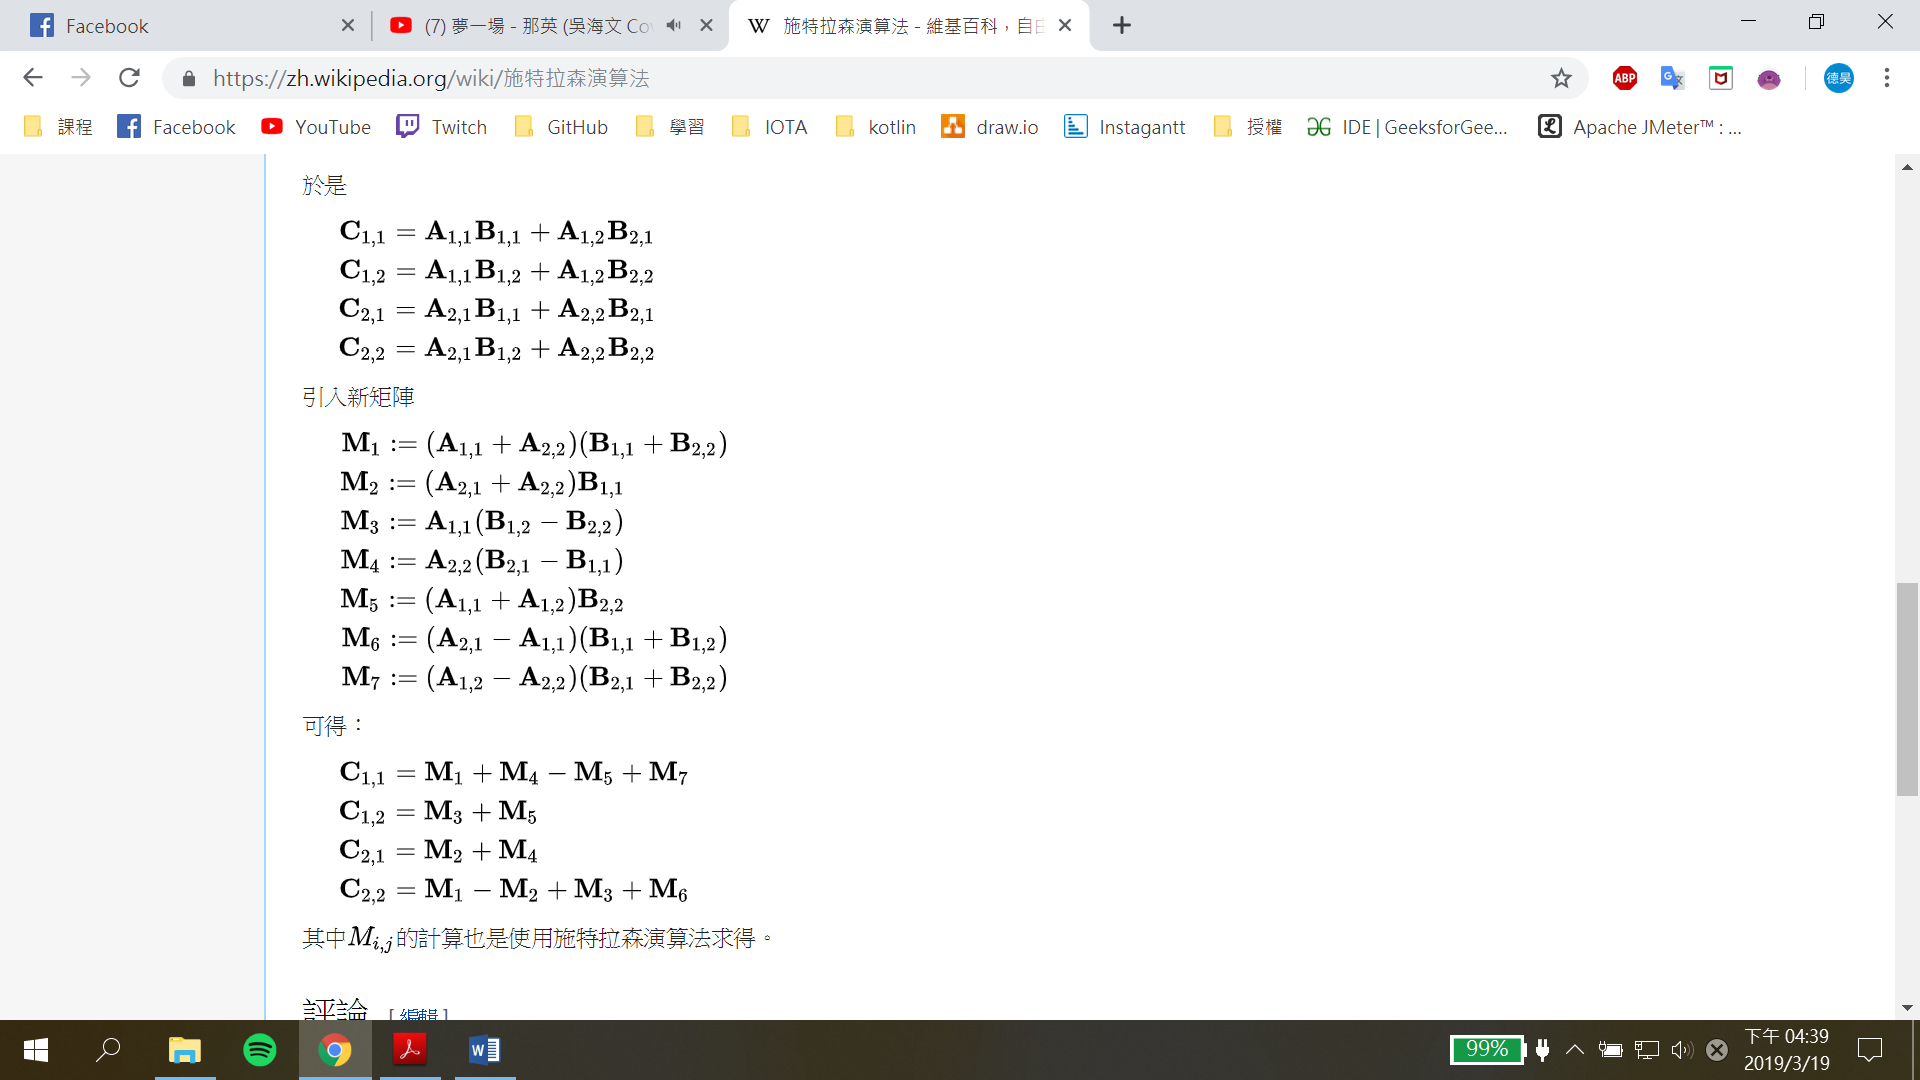 Facebook
(7) 夢一場 - 那英 (吳海文 Co
施特拉森演算法 - 維基百科，自由
https://zh.wikipedia.org/wiki/施特拉森演算法
ABP
德昊
課程 Facebook YouTube Twitch GitHub 學習 IOTA kotlin draw.io Instagantt 授權 IDE | GeeksforGee... Apache JMeter™ : ...
於是
C1,1 = A1,1B1,1 + A1,2B2,1
C1,2 = A1,1B1,2 + A1,2B2,2
C2,1 = A2,1B1,1 + A2,2B2,1
C2,2 = A2,1B1,2 + A2,2B2,2
引入新矩陣
M1 := (A1,1 + A2,2)(B1,1 + B2,2)
M2 := (A2,1 + A2,2)B1,1
M3 := A1,1(B1,2 − B2,2)
M4 := A2,2(B2,1 − B1,1)
M5 := (A1,1 + A1,2)B2,2
M6 := (A2,1 − A1,1)(B1,1 + B1,2)
M7 := (A1,2 − A2,2)(B2,1 + B2,2)
可得：
C1,1 = M1 + M4 − M5 + M7
C1,2 = M3 + M5
C2,1 = M2 + M4
C2,2 = M1 − M2 + M3 + M6
其中Mi,j的計算也是使用施特拉森演算法求得。
評論 [編輯]
99%
下午 04:39
2019/3/19